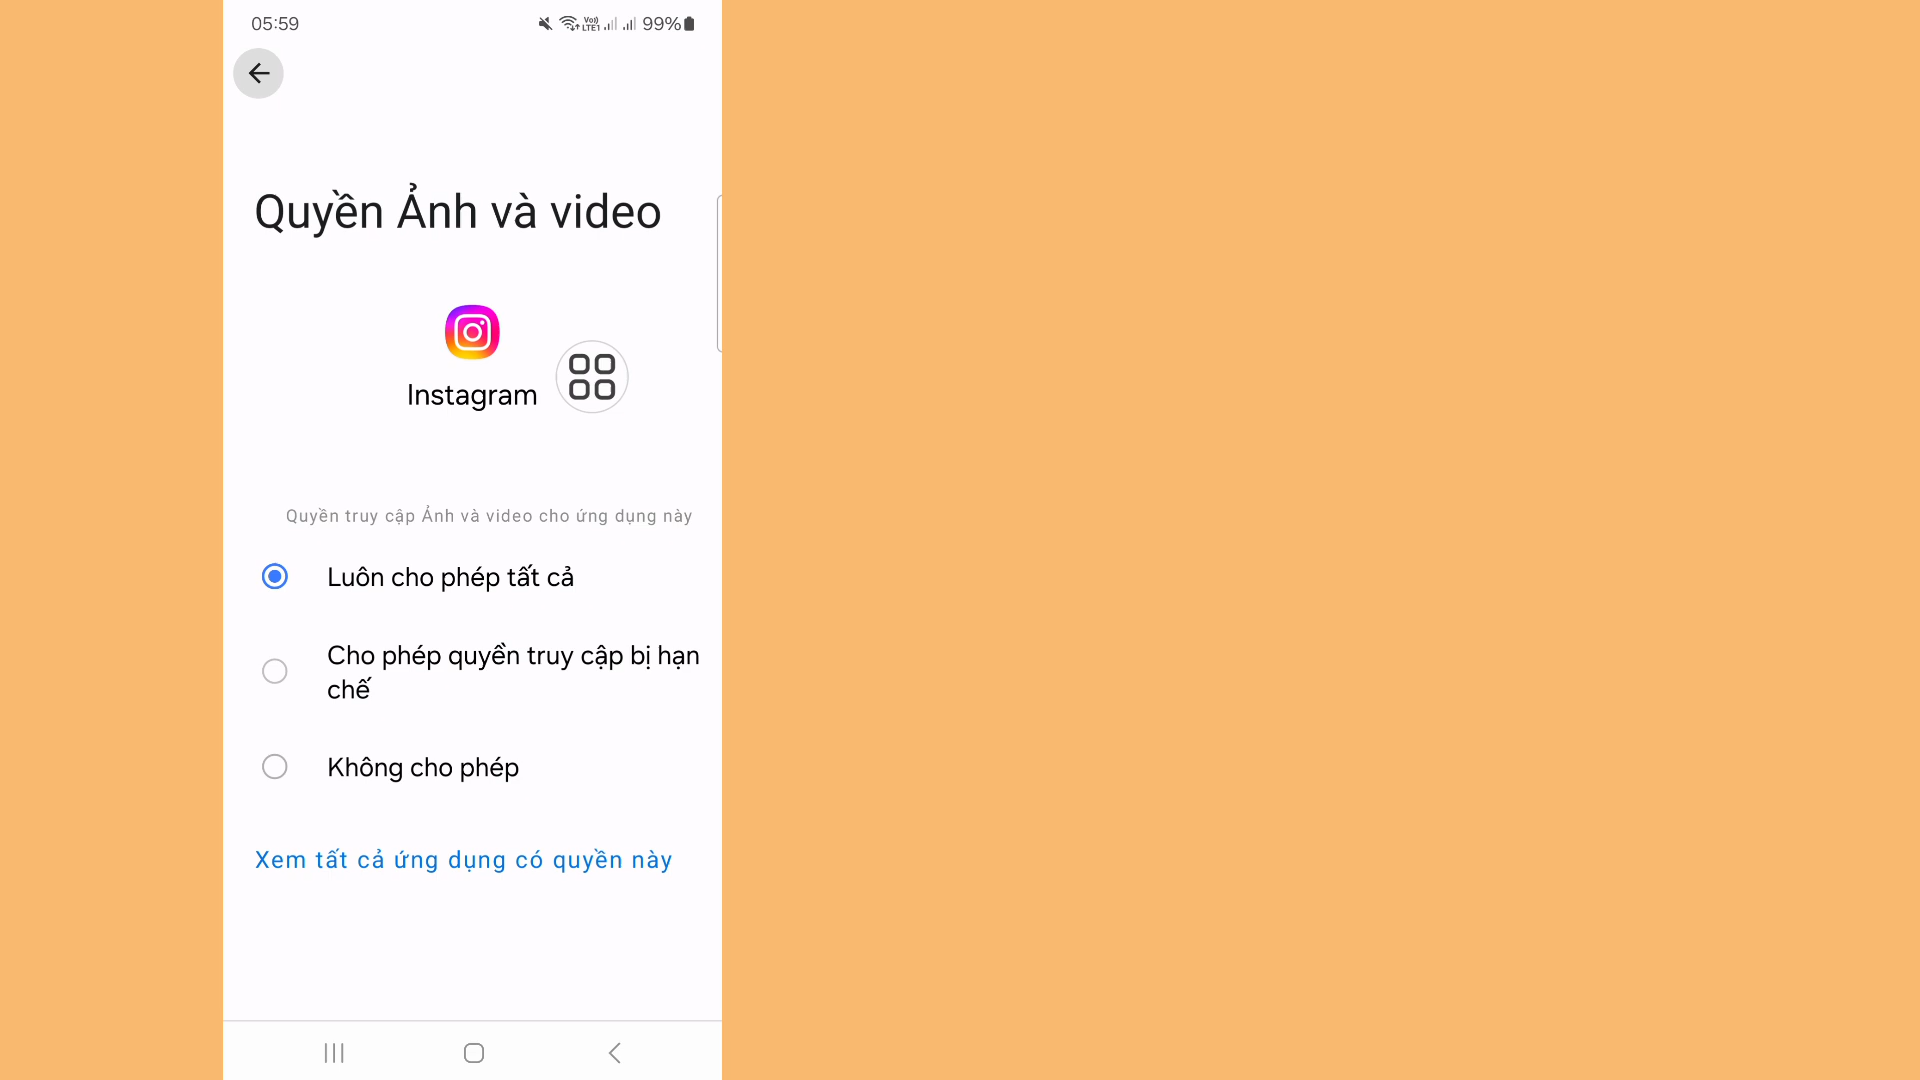 05:59
Vo)) LTE1 99%
Quyền Ảnh và video
Instagram
Quyền truy cập Ảnh và video cho ứng dụng này
Luôn cho phép tất cả
Cho phép quyền truy cập bị hạn
chế
Không cho phép
Xem tất cả ứng dụng có quyền này